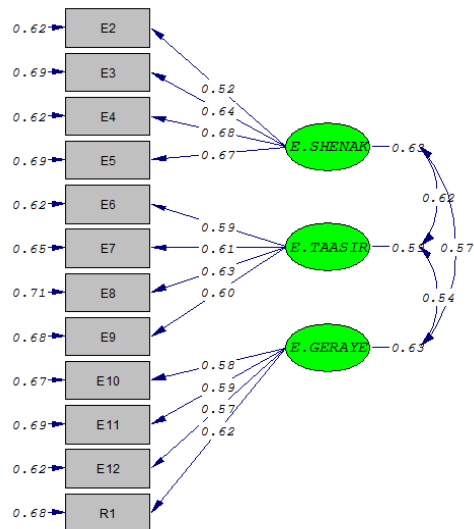 0.62 E2
0.69 E3
0.62 E4
0.69 E5
0.62 E6
0.65 E7
0.71 E8
0.68 E9
0.67 E10
0.69 E11
0.62 E12
0.68 R1
0.52
0.64
0.68
0.67
0.59
0.61
0.63
0.60
0.58
0.59
0.57
0.62
E.SHENAK 0.63
E.TAASIR
E.GERAYE 0.63
0.62
0.57
0.54